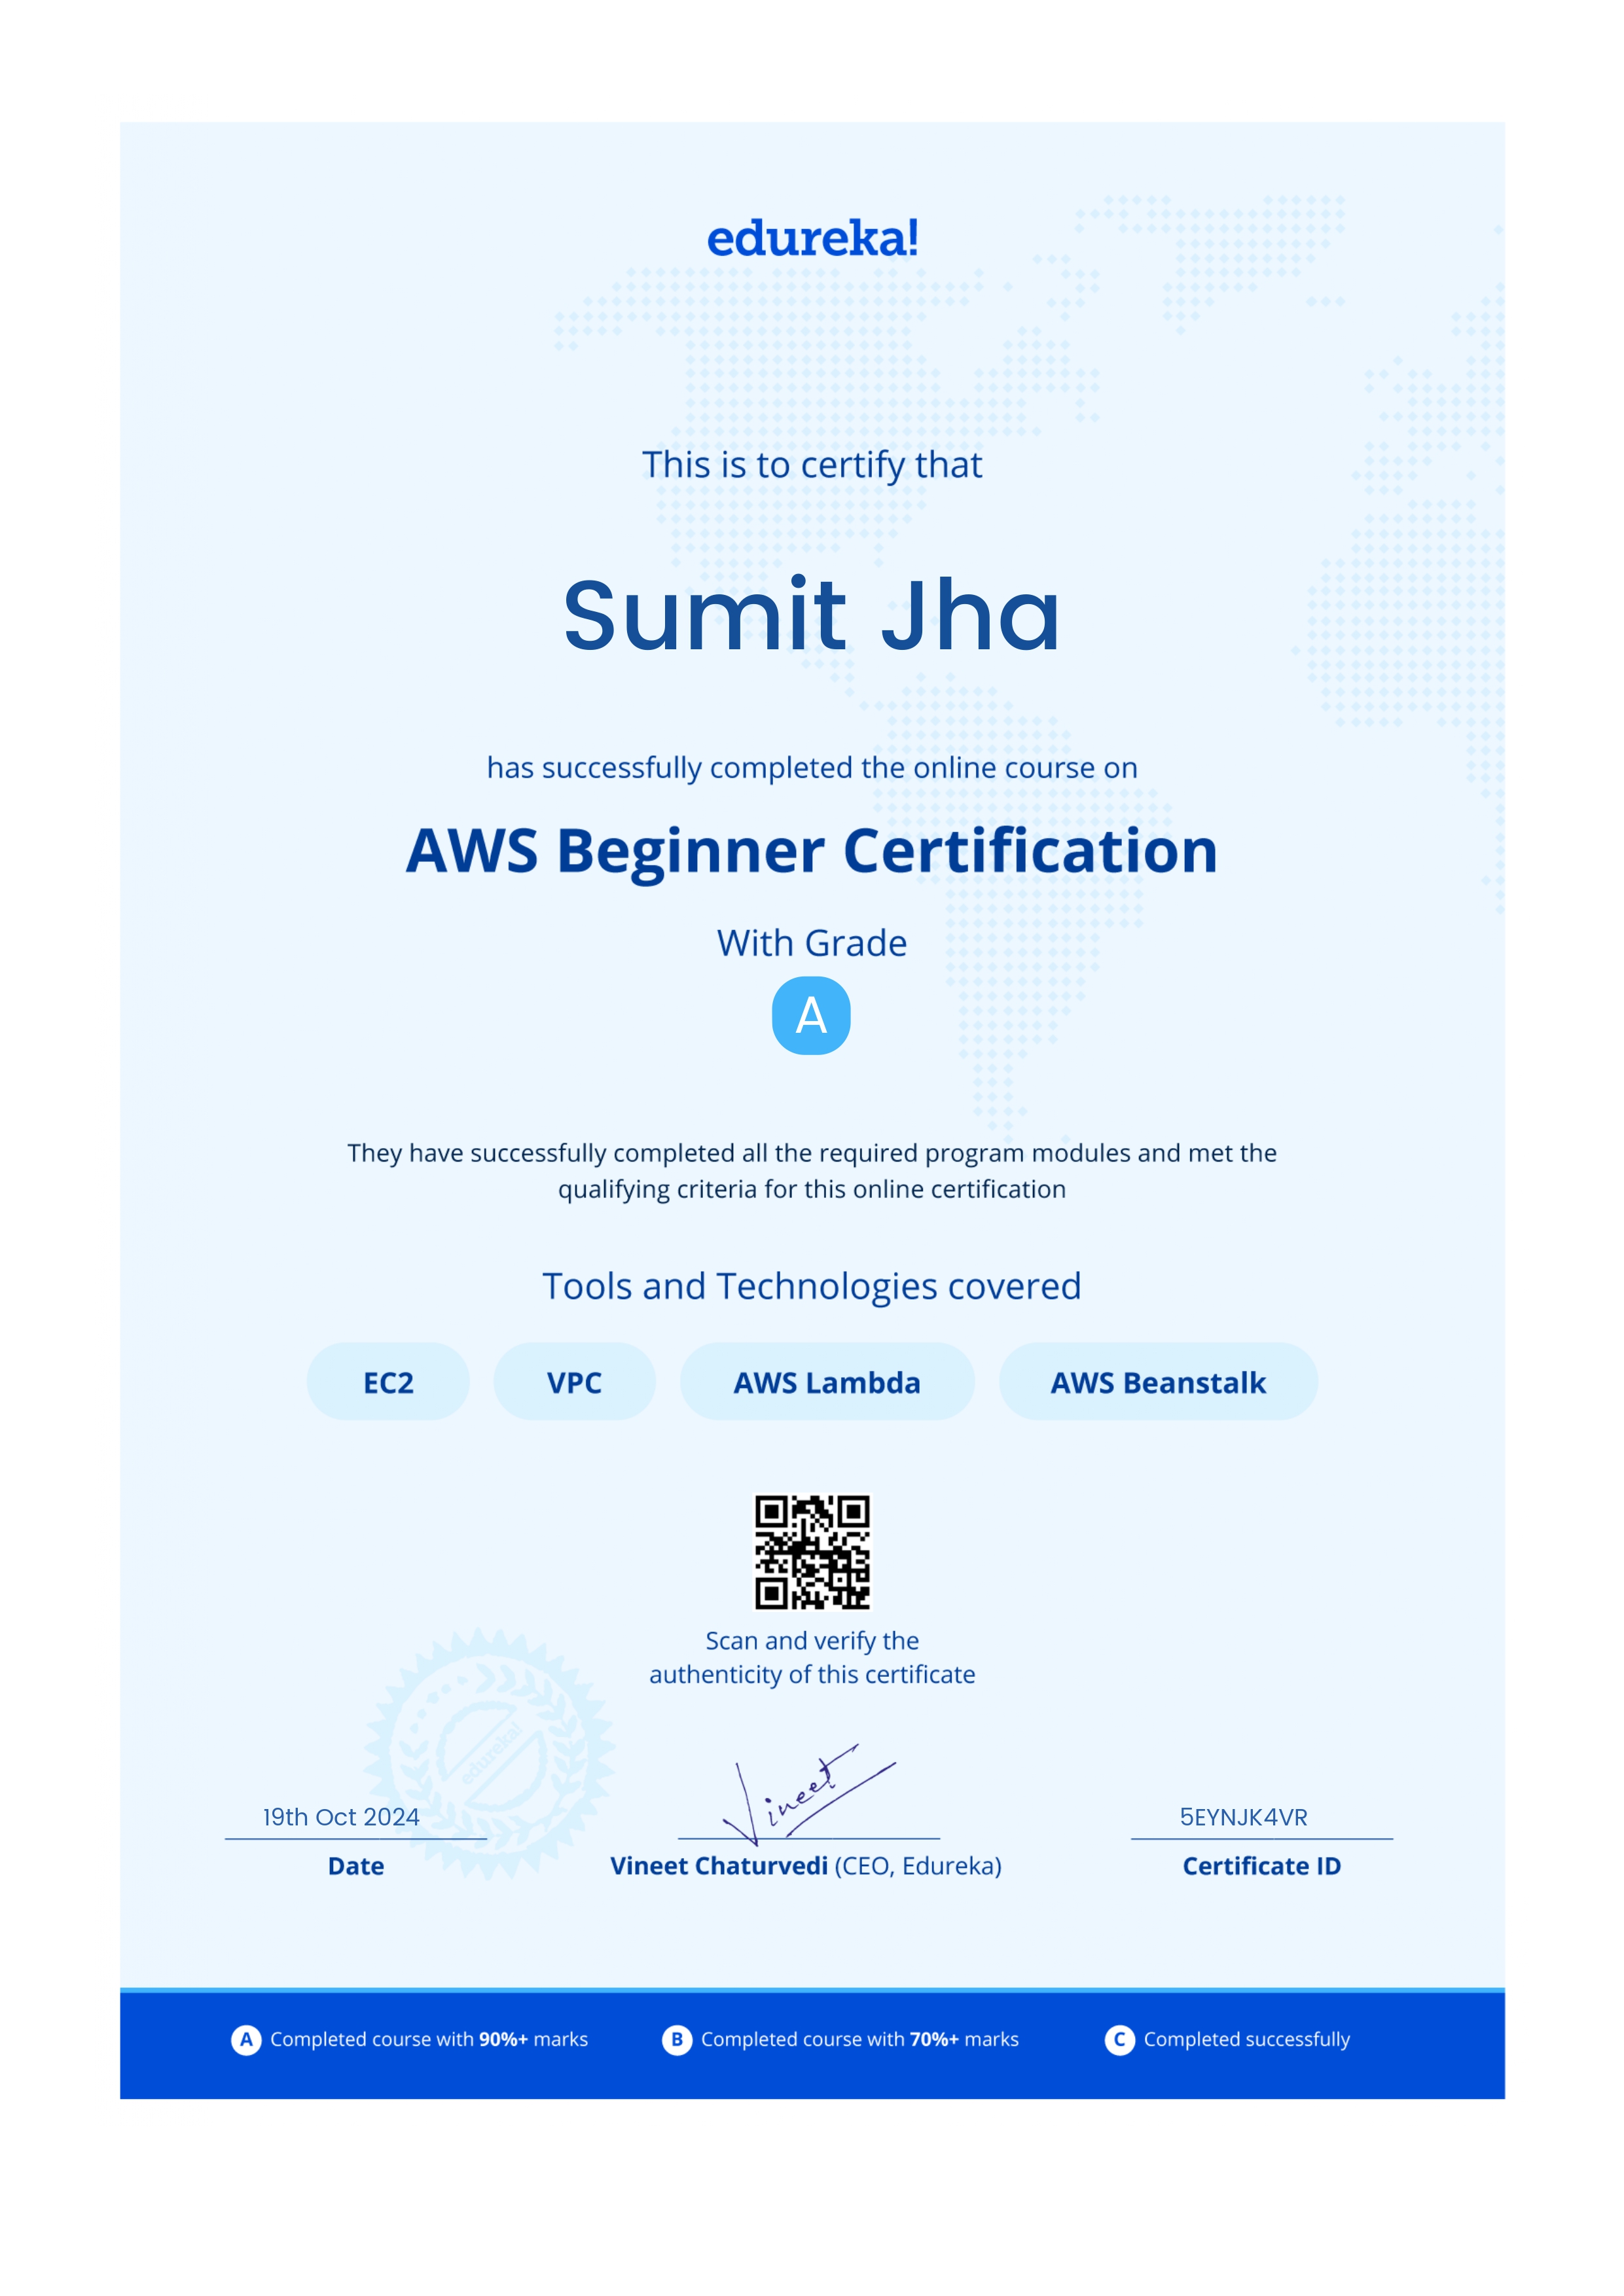 edureka!
This is to certify that
Sumit Jha
has successfully completed the online course on
AWS Beginner Certification
With Grade
A
They have successfully completed all the required program modules and met the
qualifying criteria for this online certification
Tools and Technologies covered
EC2 VPC AWS Lambda AWS Beanstalk
Scan and verify the
authenticity of this certificate
edureka!
Vineet
19th Oct 2024 5EYNJK4VR
Date Vineet Chaturvedi (CEO, Edureka) Certificate ID
A Completed course with 90%+ marks B Completed course with 70%+ marks C Completed successfully